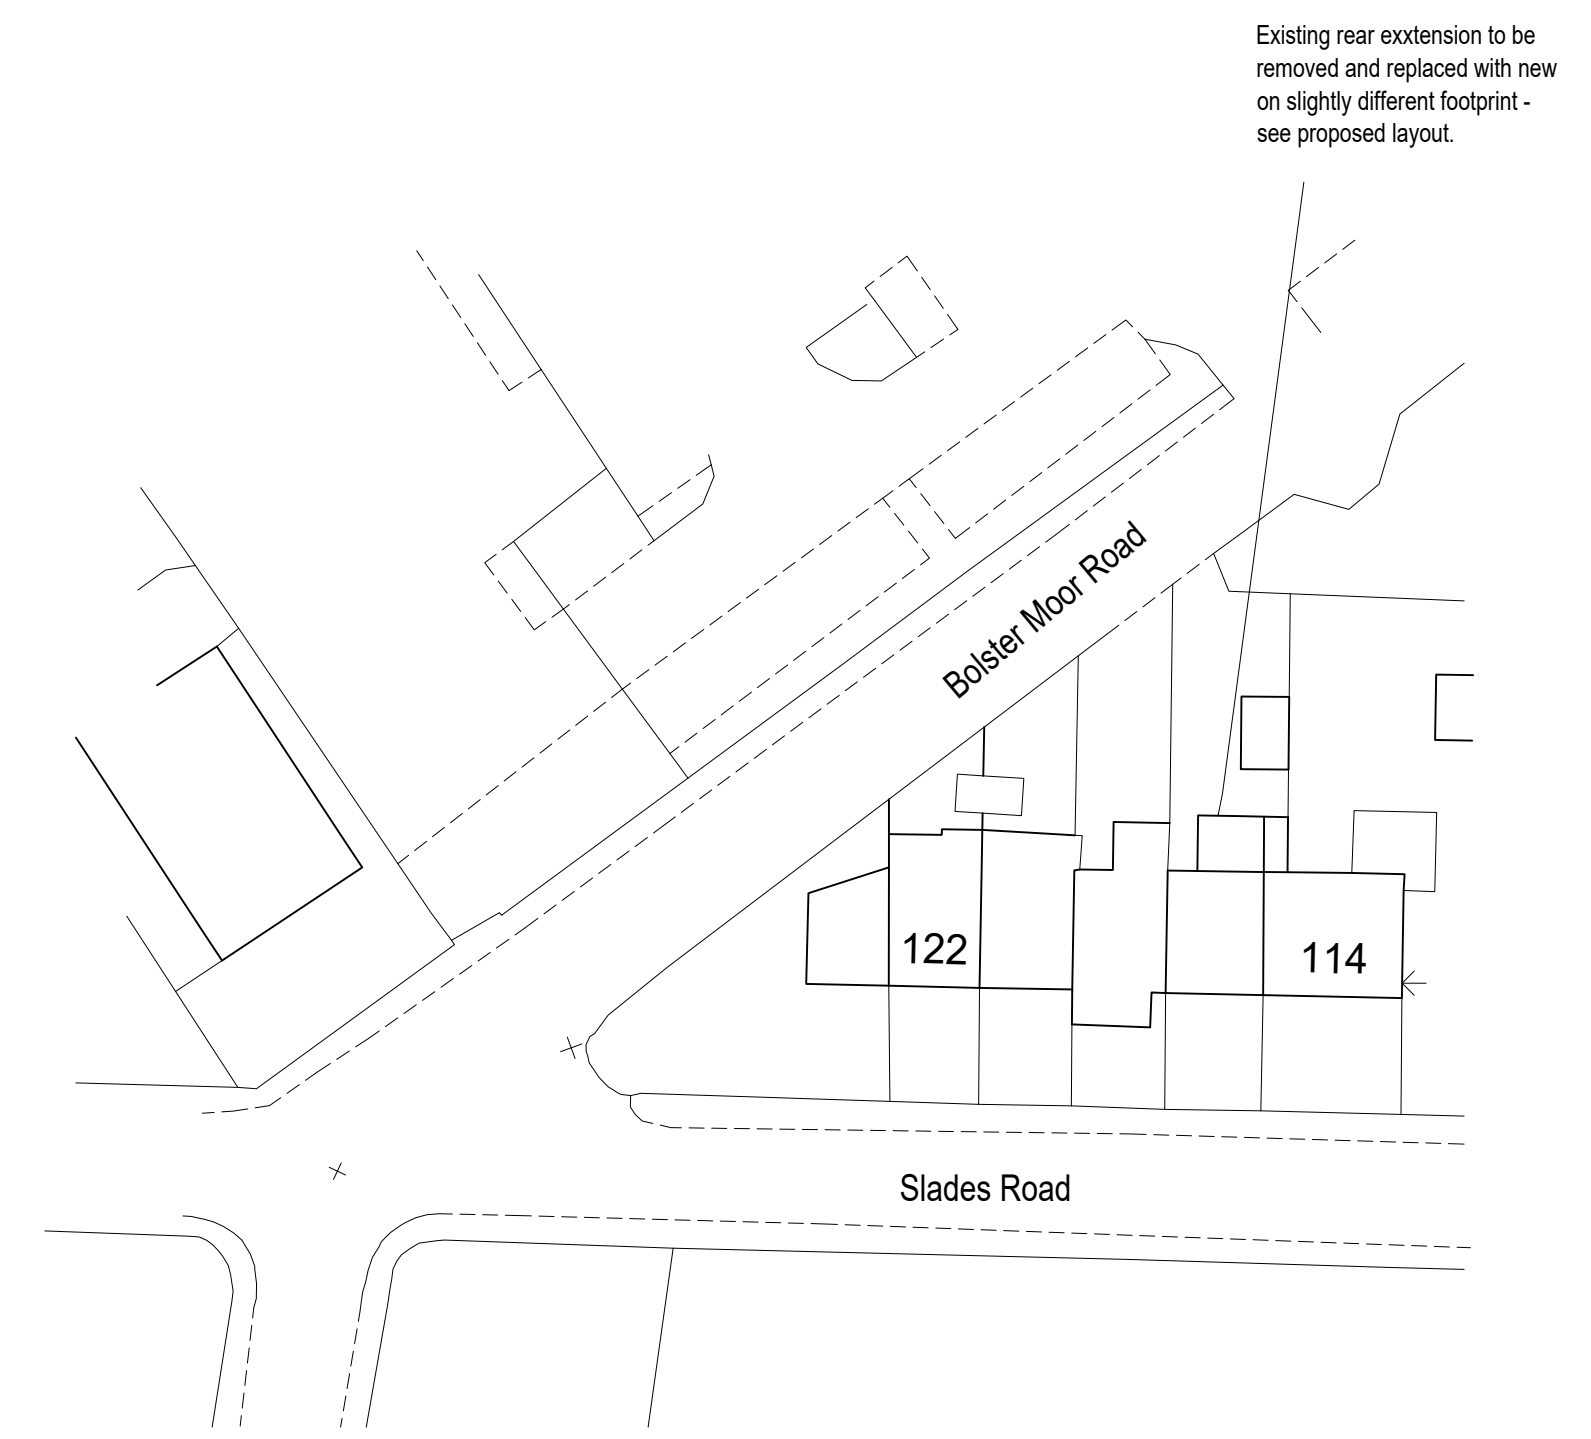 Existing rear exxtension to be
removed and replaced with new
on slightly different footprint -
see proposed layout.
Bolster Moor Road
122
114
Slades Road